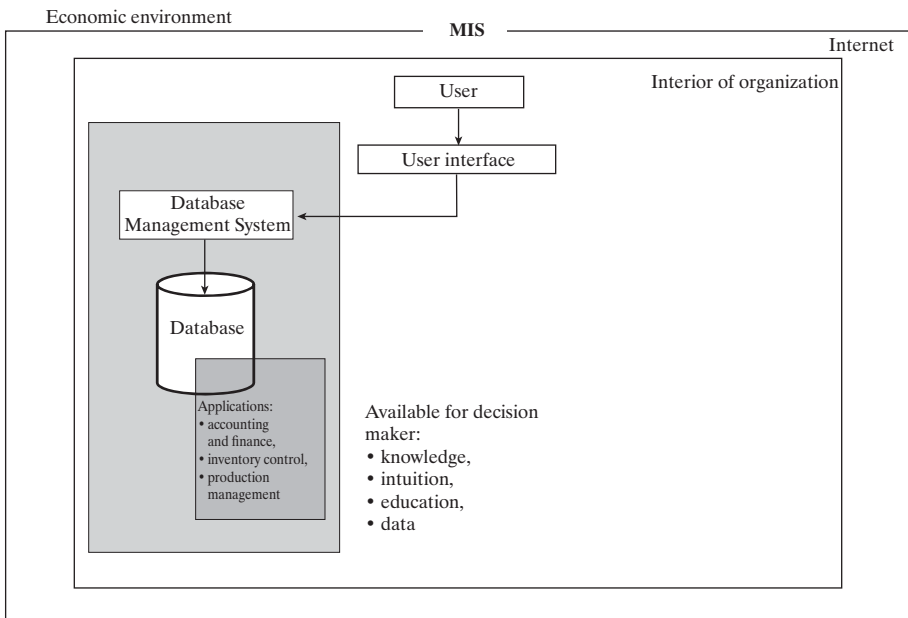 Economic environment
MIS
Internet
Interior of organization
User
User interface
Database
Management System
Database
Applications:
• accounting
and finance,
• inventory control,
• production
management
Available for decision
maker:
• knowledge,
• intuition,
• education,
• data